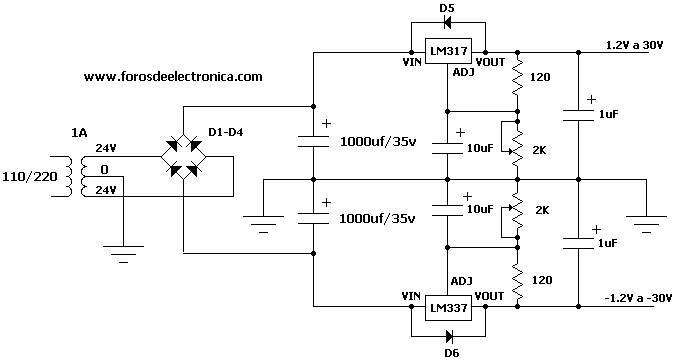 D5
LM317
VIN
VOUT
ADJ
1.2V a 30V
www.forosdeelectronica.com
120
+
1uF
1A
D1-D4
24V
0
24V
110/220
+
1000uf/35v
+
10uF
2K
+
1000uf/35v
+
10uF
2K
+
1uF
120
ADJ
VIN
VOUT
LM337
-1.2V a -30V
D6